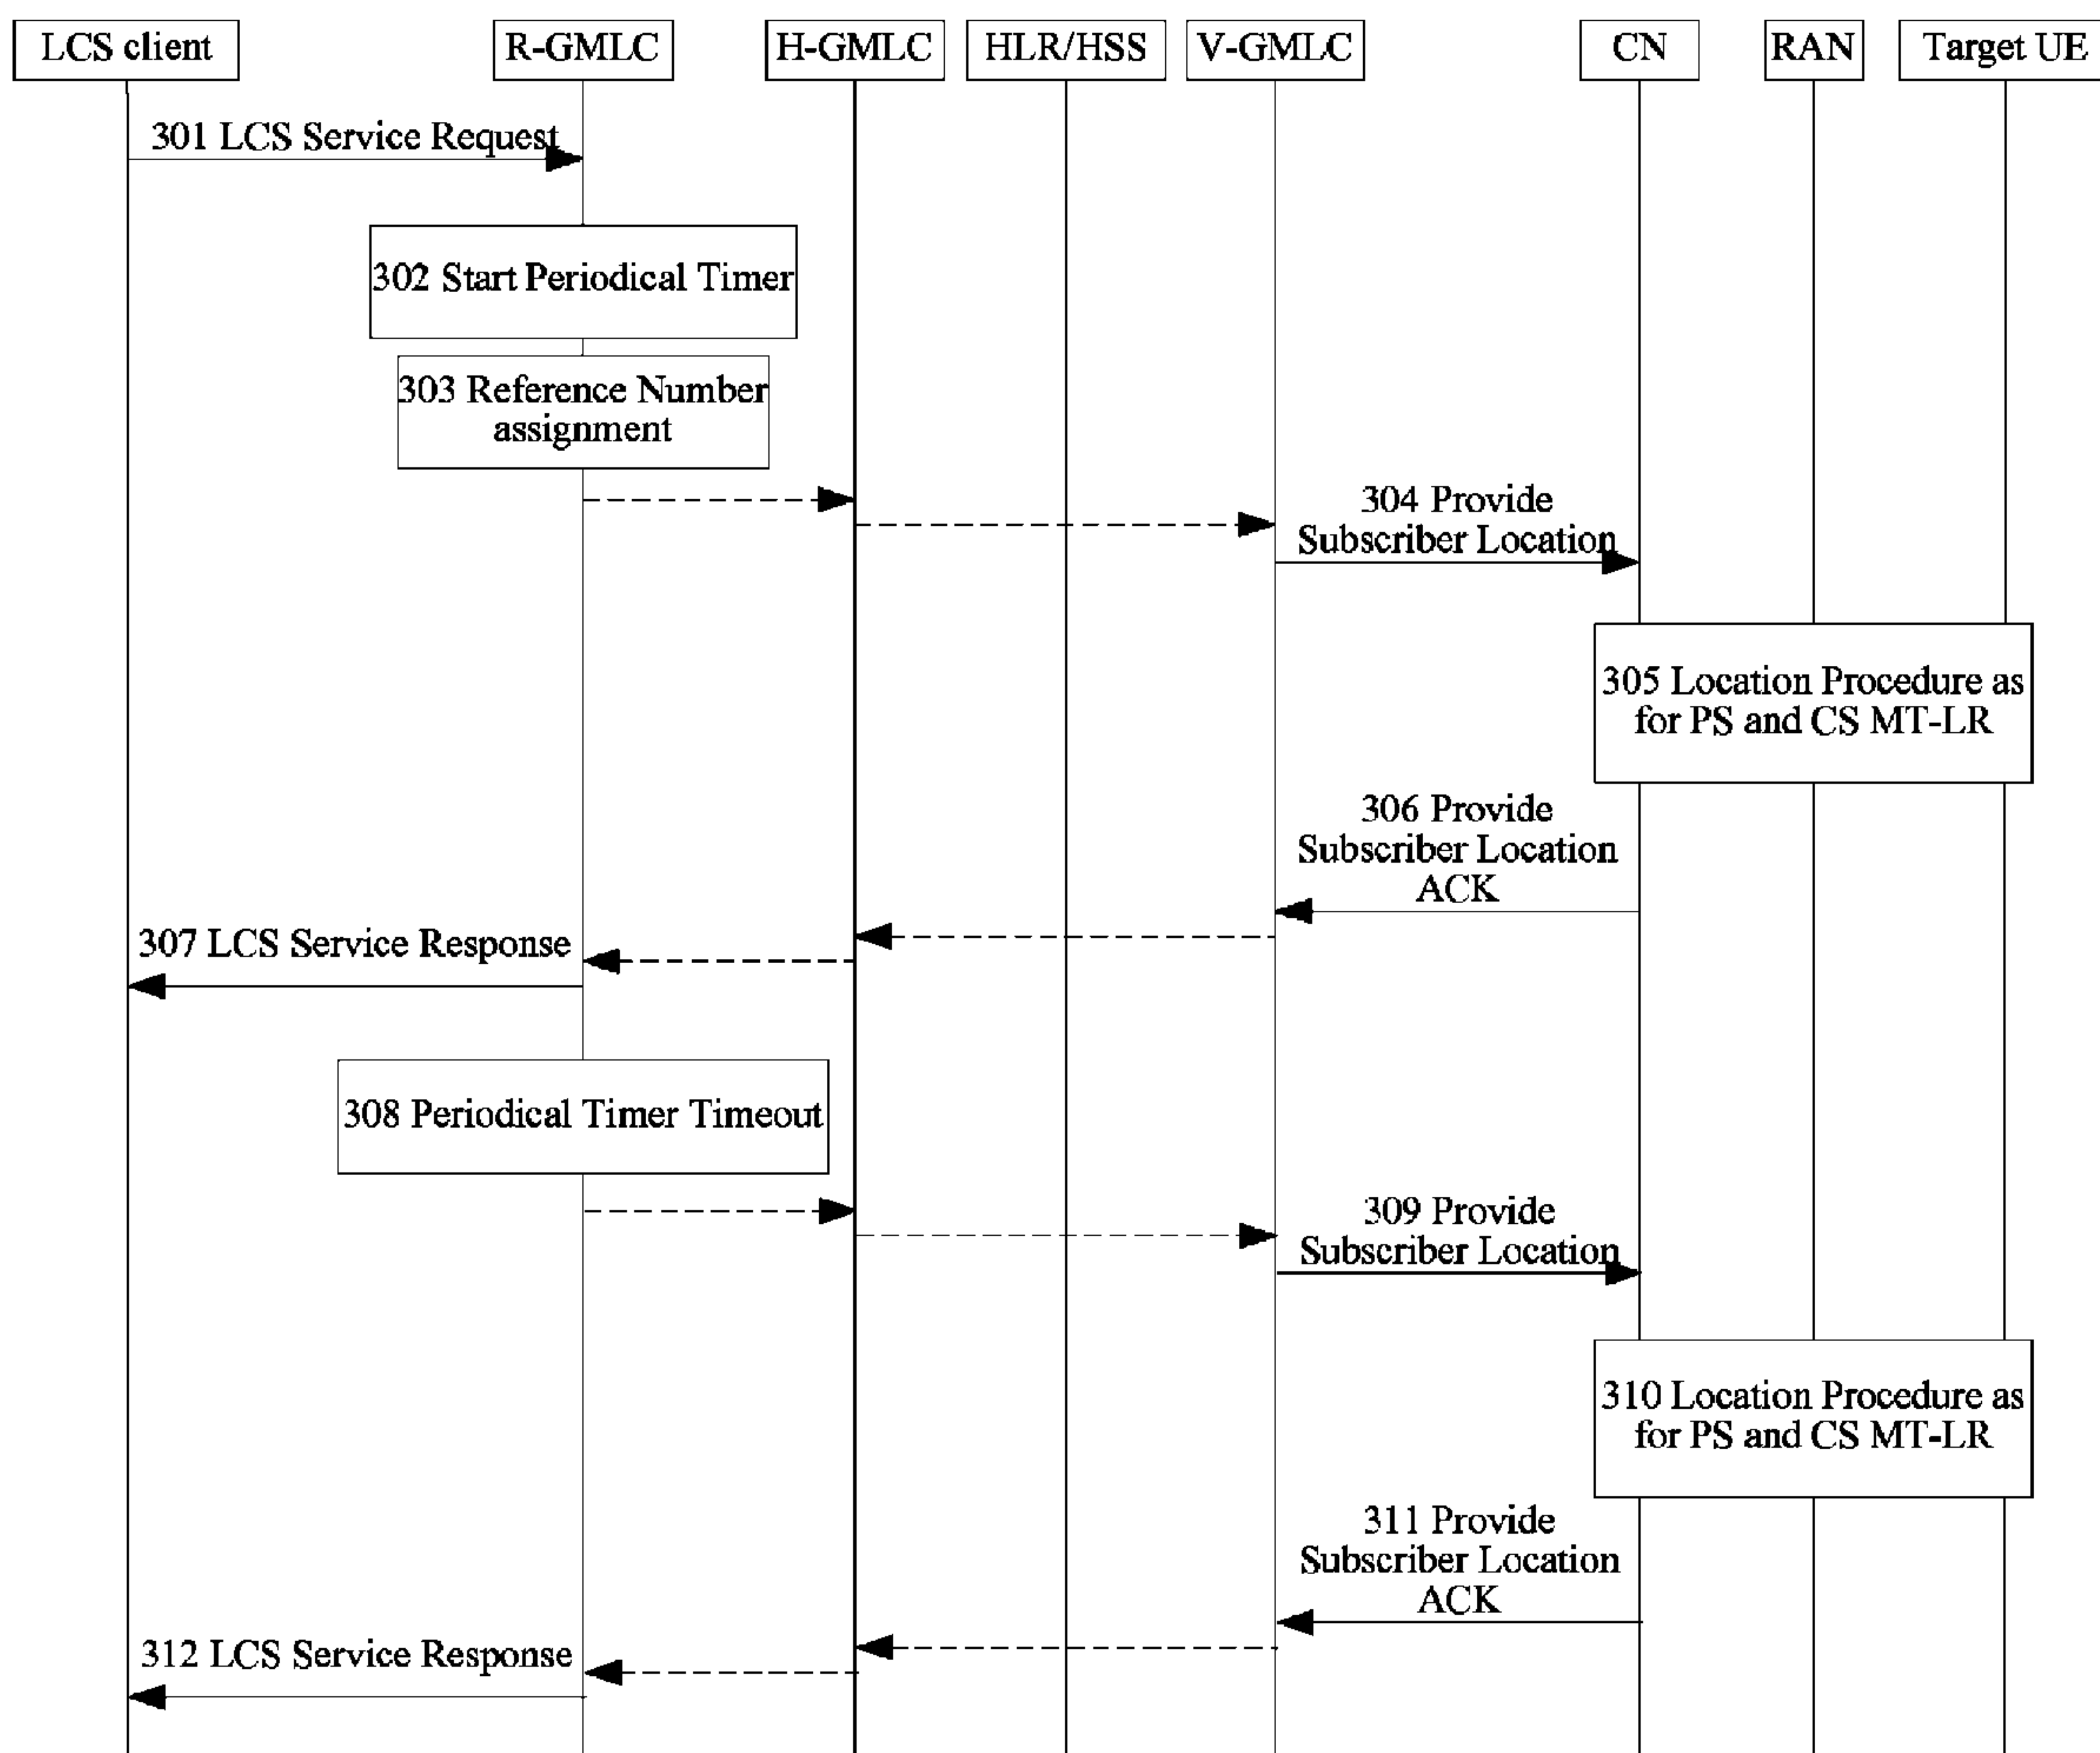 LCS client
R-GMLC
H-GMLC
HLR/HSS
V-GMLC
CN
RAN
Target UE
301 LCS Service Request
302 Start Periodical Timer
303 Reference Number
assignment
304 Provide
Subscriber Location
305 Location Procedure as
for PS and CS MT-LR
306 Provide
Subscriber Location
ACK
307 LCS Service Response
308 Periodical Timer Timeout
309 Provide
Subscriber Location
310 Location Procedure as
for PS and CS MT-LR
311 Provide
Subscriber Location
ACK
312 LCS Service Response